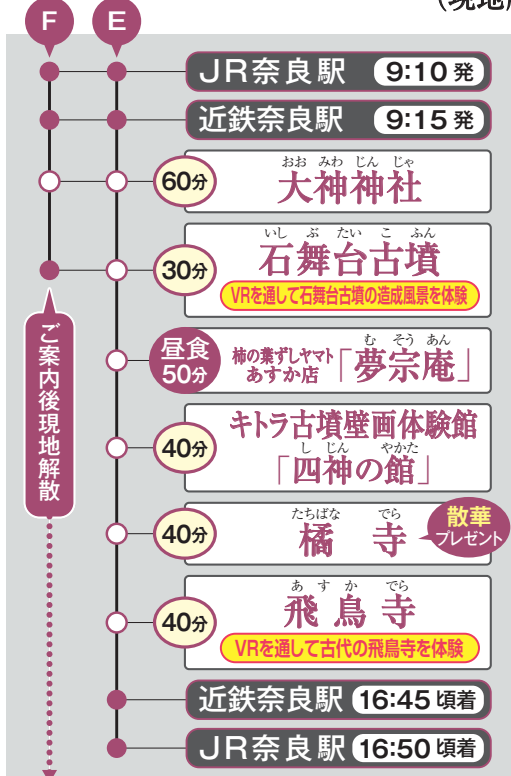 (現地
F
E
JR奈良駅 9:10発
近鉄奈良駅 9:15発
60分
おお みわ じん じゃ
大神神社
30分
いし ぶ たい こ ふん
石舞台古墳
VRを通して石舞台古墳の造成風景を体験
ご案内後現地解散
昼食
50分
柿の葉ずしヤマト
あすか店
む そう あん
「夢宗庵」
40分
キトラ古墳壁画体験館
し じん やかた
「四神の館」
40分
たちばな でら
橘 寺
散華
プレゼント
40分
あ す か でら
飛鳥寺
VRを通して古代の飛鳥寺を体験
近鉄奈良駅 16:45頃着
JR奈良駅 16:50頃着